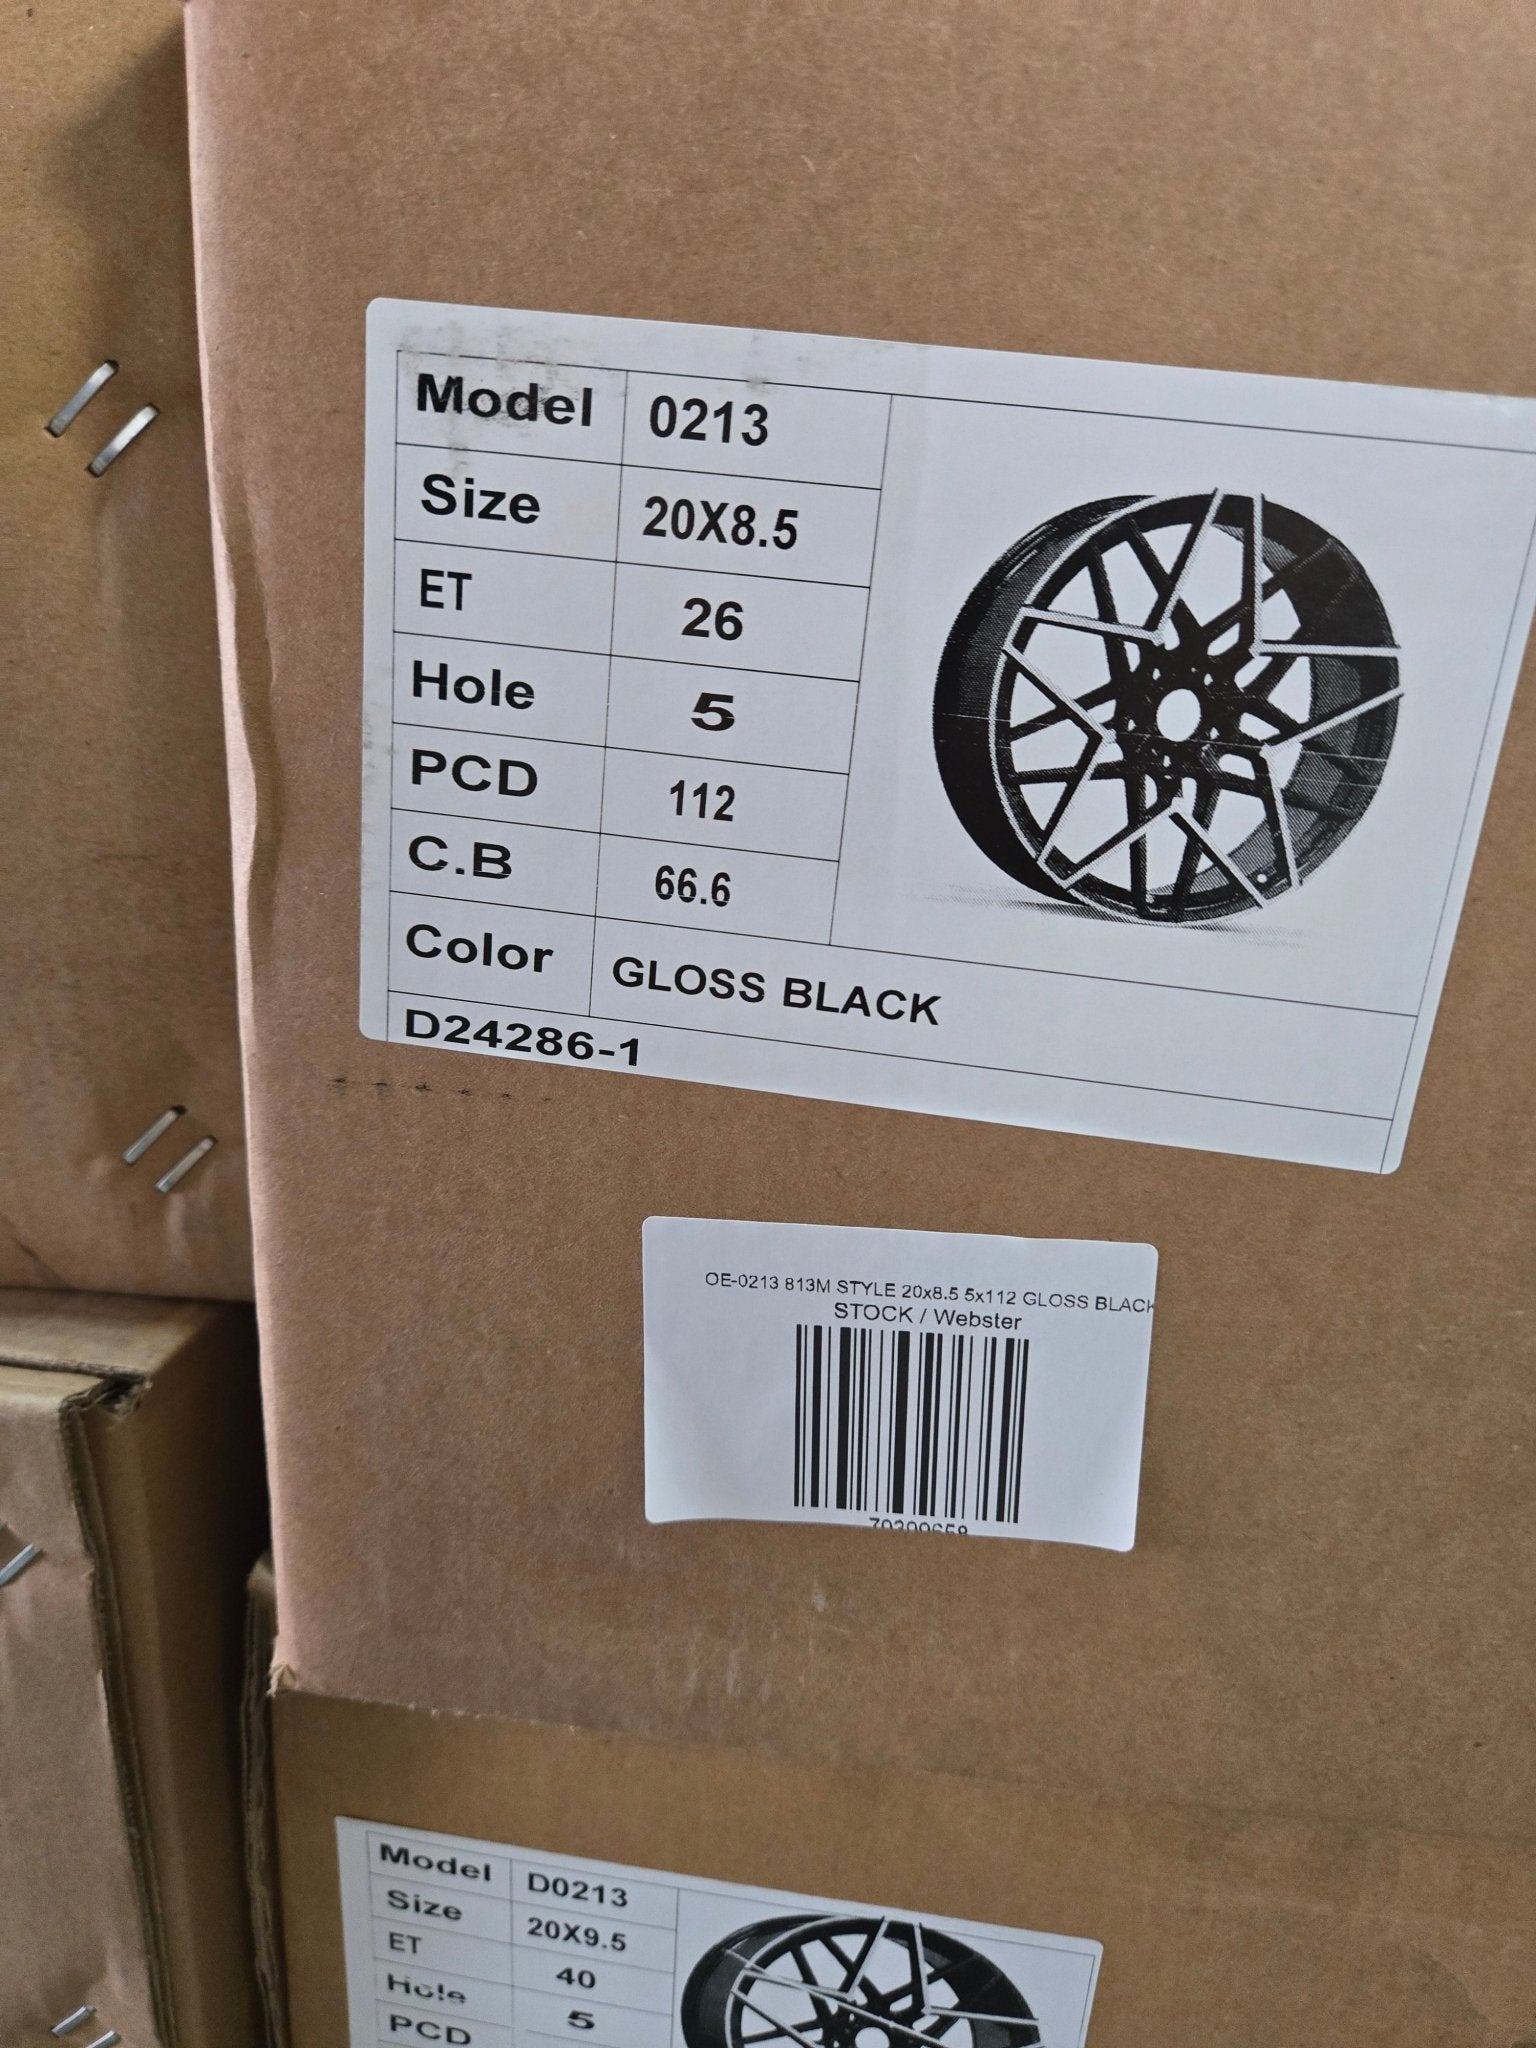 Model 0213
Size 20X8.5
ET 26
Hole 5
PCD 112
C.B 66.6
Color GLOSS BLACK
D24286-1
OE-0213 813M STYLE 20x8.5 5x112 GLOSS BLACK
STOCK / Webster
Model D0213
Size 20X9.5
ET 40
Hole 5
PCD